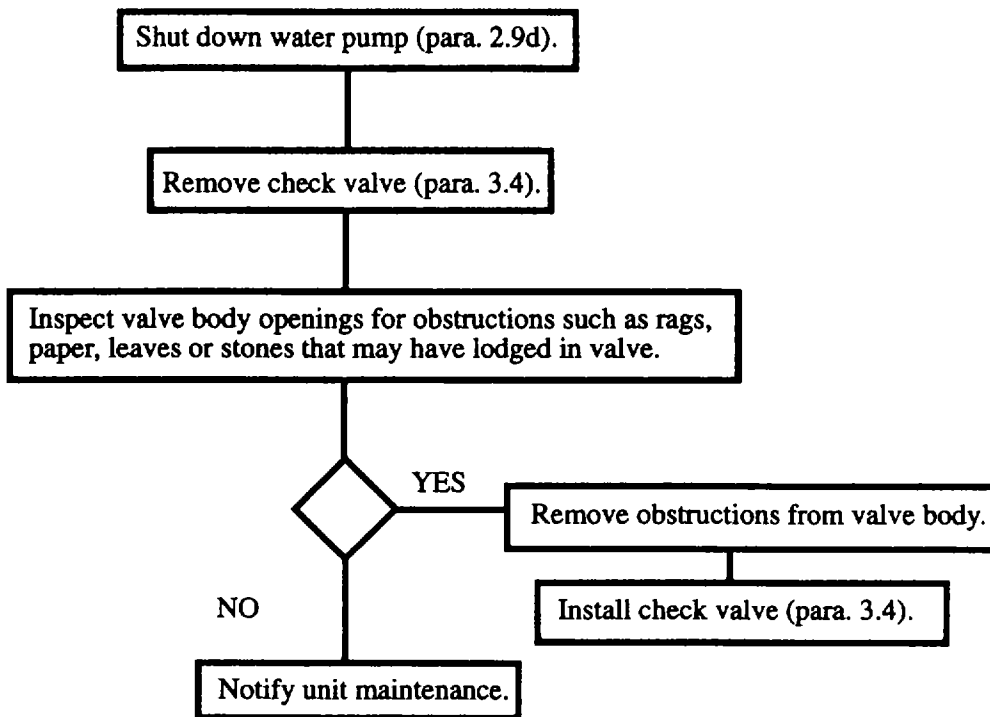 Shut down water pump (para. 2.9d).
Remove check valve (para. 3.4).
Inspect valve body openings for obstructions such as rags,
paper, leaves or stones that may have lodged in valve.
YES
Remove obstructions from valve body.
Install check valve (para. 3.4).
NO
Notify unit maintenance.